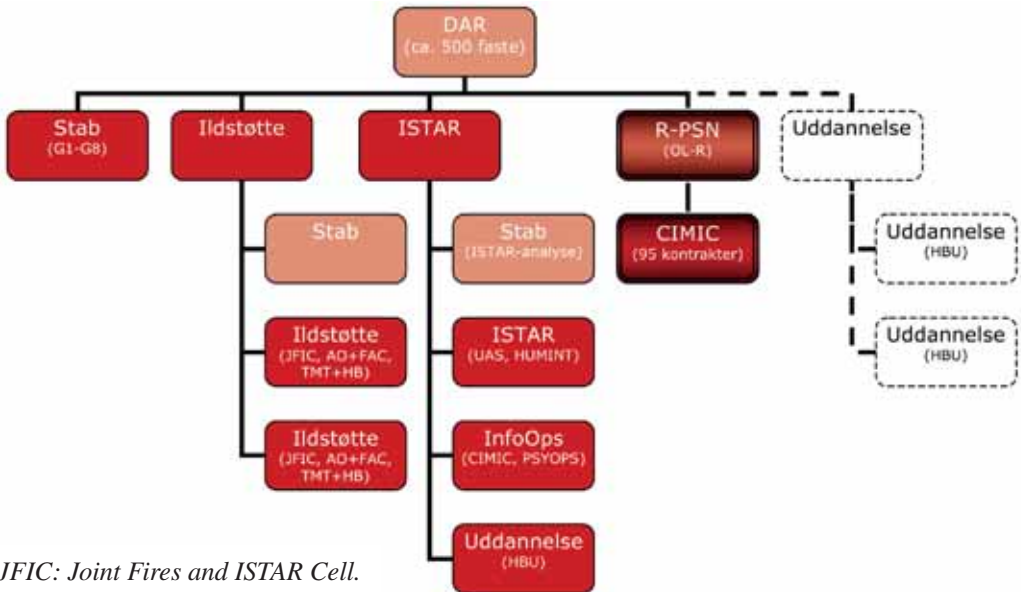 DAR
(ca. 500 faste)
Stab
(G1-G8)
Ildstøtte
ISTAR
R-PSN
(OL-R)
Uddannelse
Stab
Stab
(ISTAR-analyse)
CIMIC
(95 kontrakter)
Uddannelse
(HBU)
Ildstøtte
(JFIC, AO+FAC,
TMT+HB)
ISTAR
(UAS, HUMINT)
Uddannelse
(HBU)
Ildstøtte
(JFIC, AO+FAC,
TMT+HB)
InfoOps
(CIMIC, PSYOPS)
Uddannelse
(HBU)
JFIC: Joint Fires and ISTAR Cell.